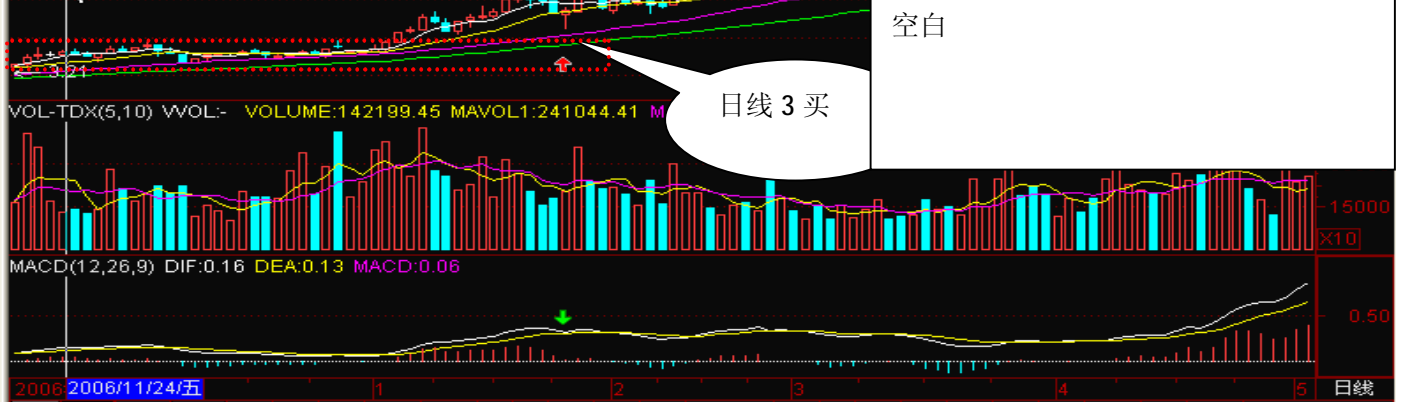 空白
3.21
日线 3 买
VOL-TDX(5,10) VVOL:- VOLUME:142199.45 MAVOL1:241044.41 M
15000
X10
MACD(12,26,9) DIF:0.16 DEA:0.13 MACD:0.06
0.50
2006 2006/11/24/五 1 2 3 4 5 日线